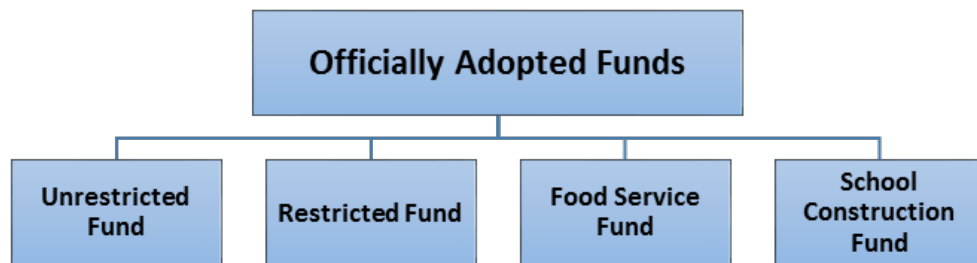 Officially Adopted Funds
Unrestricted
Fund
Restricted Fund
Food Service
Fund
School
Construction
Fund